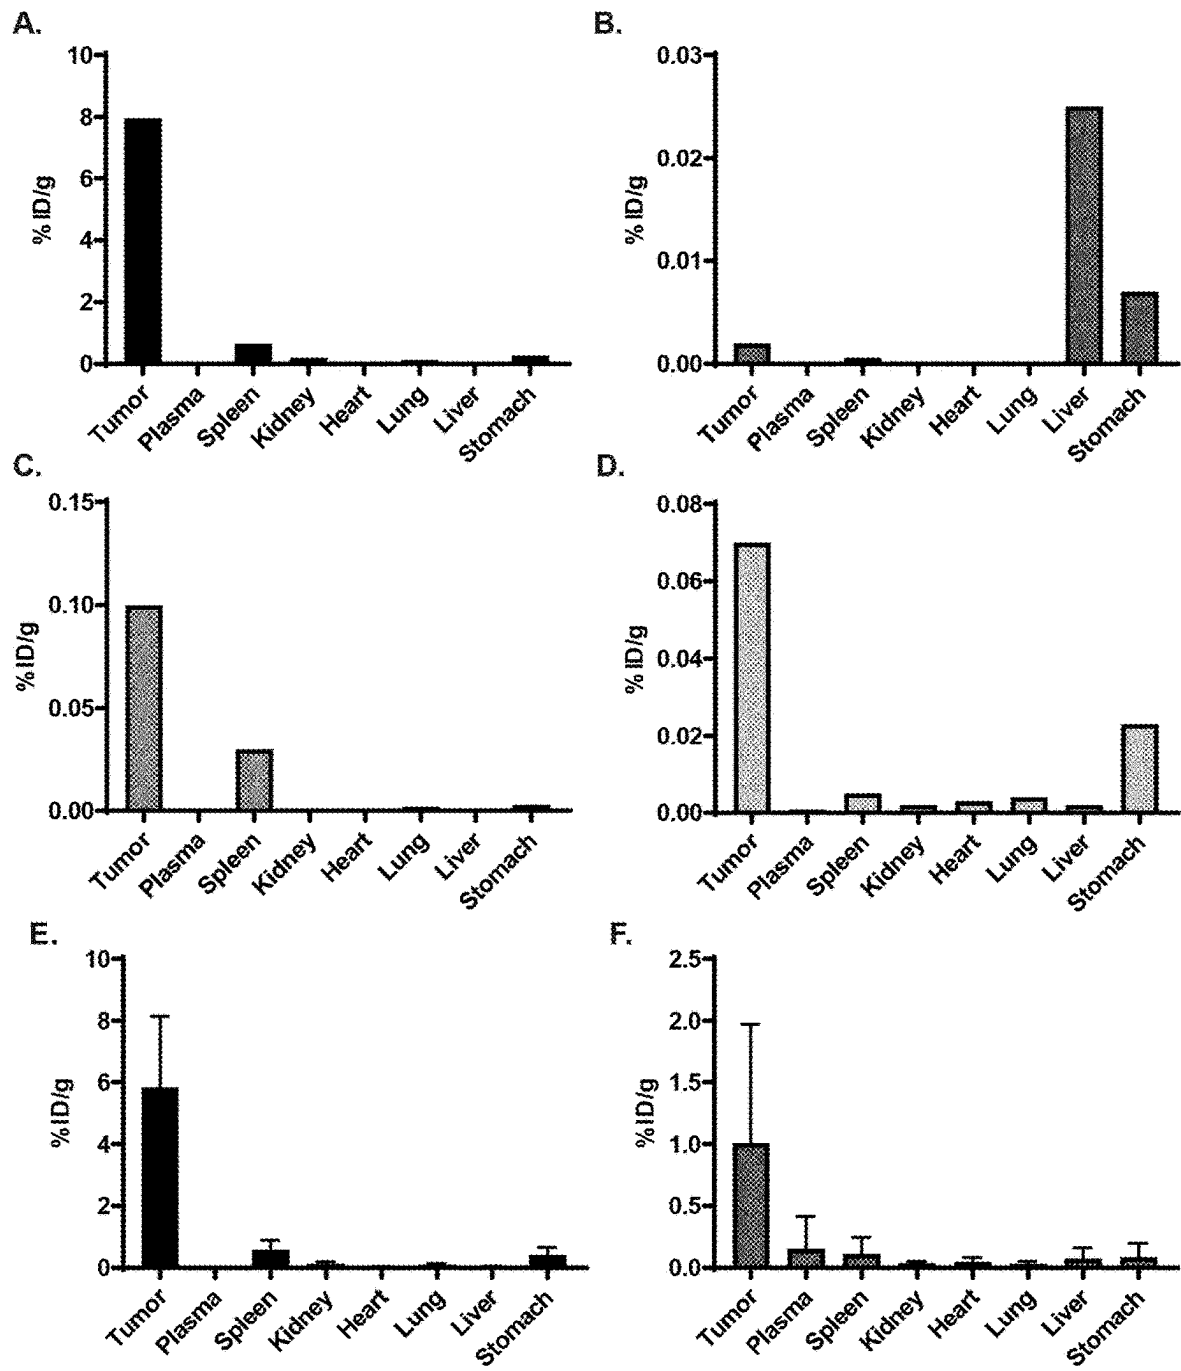 A.
10
8
6
4
2
0
% ID/g
Tumor
Plasma
Spleen
Kidney
Heart
Lung
Liver
Stomach
B.
0.03
0.02
0.01
0.00
% ID/g
Tumor
Plasma
Spleen
Kidney
Heart
Lung
Liver
Stomach
C.
0.15
0.10
0.05
0.00
% ID/g
Tumor
Plasma
Spleen
Kidney
Heart
Lung
Liver
Stomach
D.
0.08
0.06
0.04
0.02
0.00
% ID/g
Tumor
Plasma
Spleen
Kidney
Heart
Lung
Liver
Stomach
E.
10
8
6
4
2
0
% ID/g
Tumor
Plasma
Spleen
Kidney
Heart
Lung
Liver
Stomach
F.
2.5
2.0
1.5
1.0
0.5
0.0
% ID/g
Tumor
Plasma
Spleen
Kidney
Heart
Lung
Liver
Stomach